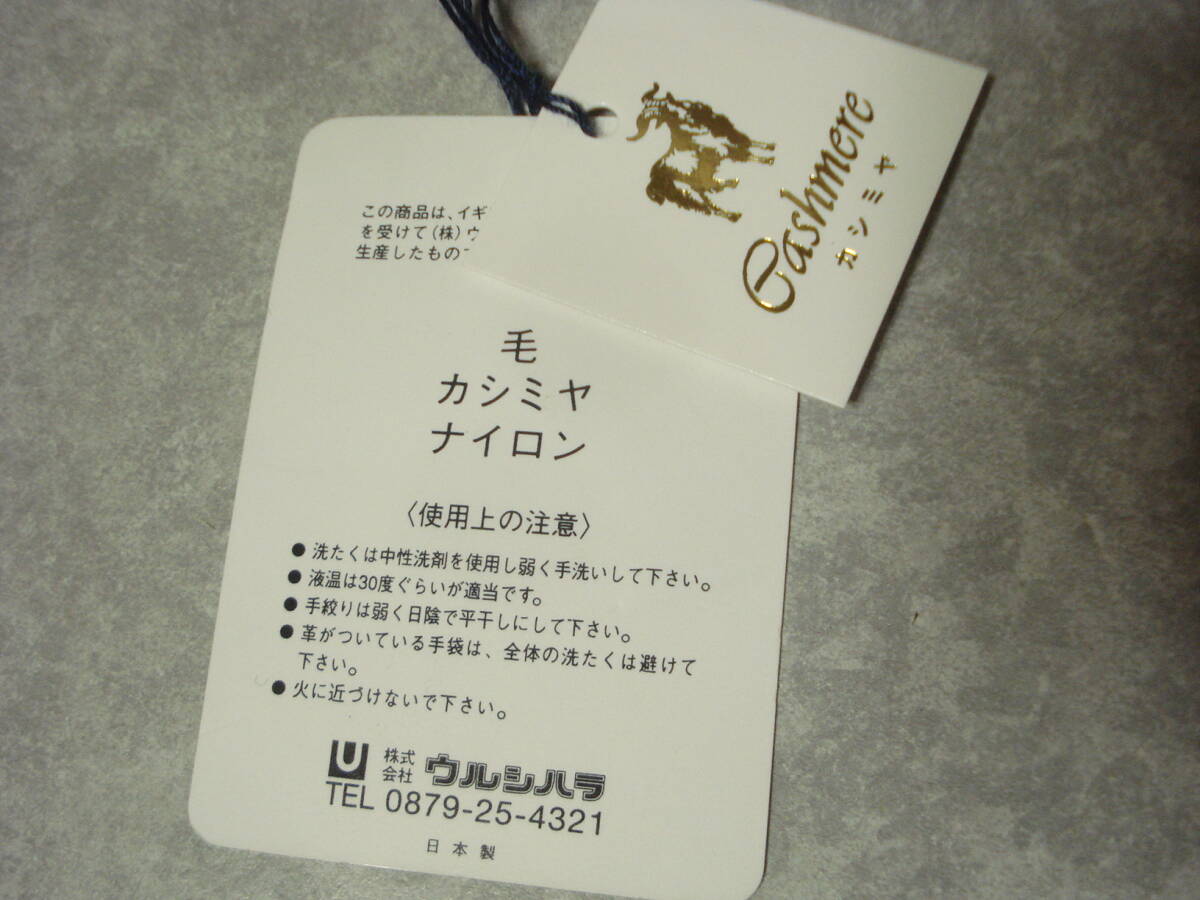 Cashmere
カシミヤ
この商品は、イギ
を受けて(株)ウ
生産したもので
毛
カシミヤ
ナイロン
〈使用上の注意〉
● 洗たくは中性洗剤を使用し弱く手洗いして下さい。
● 液温は30度ぐらいが適当です。
● 手絞りは弱く日陰で平干しにして下さい。
● 革がついている手袋は、全体の洗たくは避けて
下さい。
● 火に近づけないで下さい。
U 株式会社 ウルシハラ
TEL 0879-25-4321
日本製